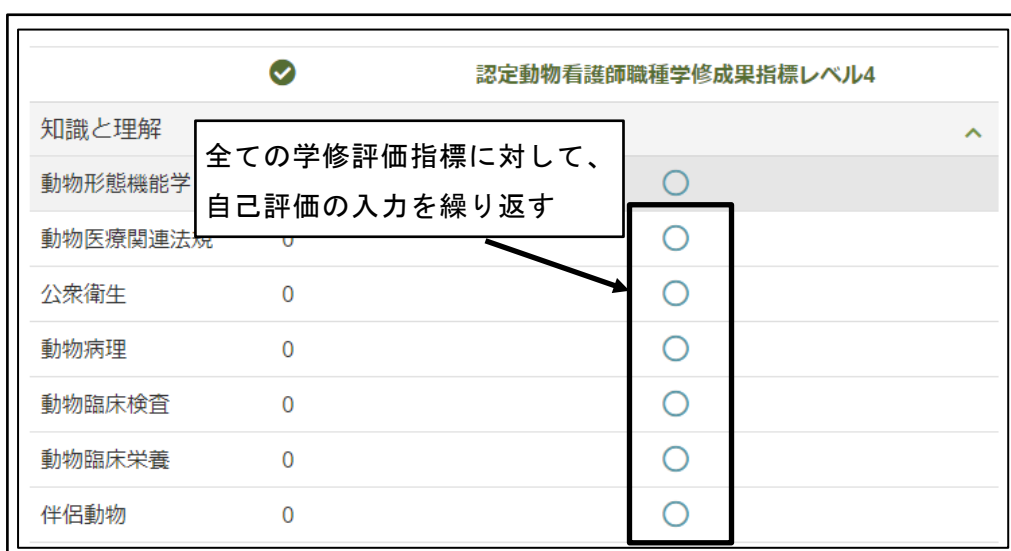 認定動物看護師職種学修成果指標レベル4
知識と理解
全ての学修評価指標に対して、
自己評価の入力を繰り返す
動物形態機能学
動物医療関連法規 0
公衆衛生 0
動物病理 0
動物臨床検査 0
動物臨床栄養 0
伴侶動物 0